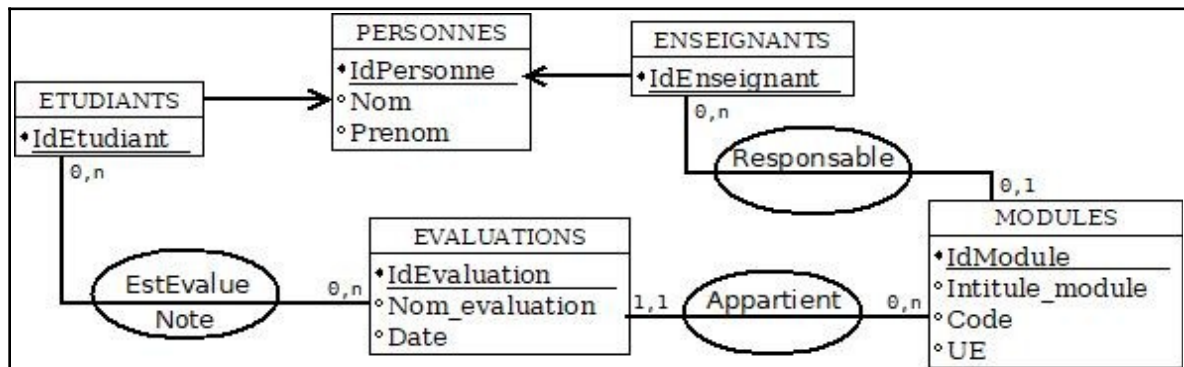 PERSONNES
IdPersonne
Nom
Prenom
ENSEIGNANTS
IdEnseignant
0,n
ETUDIANTS
IdEtudiant
0,n
Responsable
0,1
MODULES
IdModule
Intitule_module
Code
UE
EVALUATIONS
IdEvaluation
Nom_evaluation
Date
EstEvalue
Note
0,n
1,1
Appartient
0,n